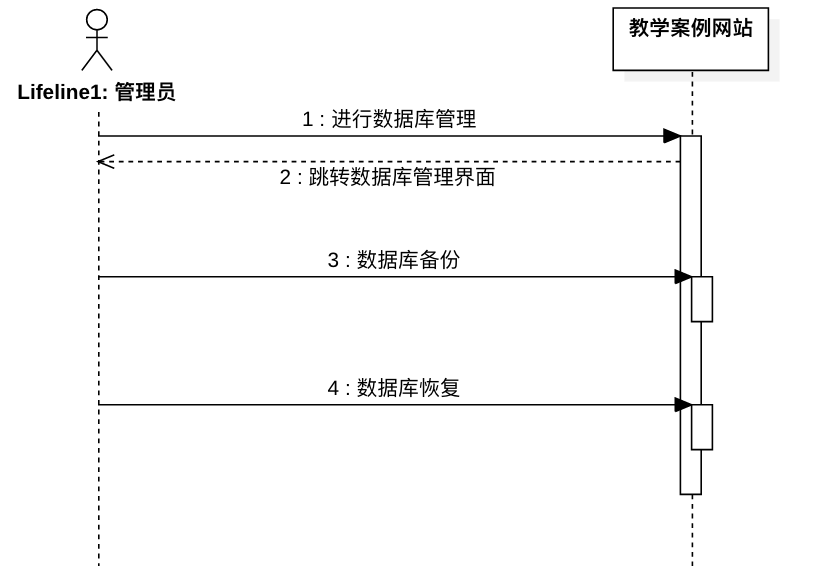 教学案例网站
Lifeline1: 管理员
1 : 进行数据库管理
2 : 跳转数据库管理界面
3 : 数据库备份
4 : 数据库恢复